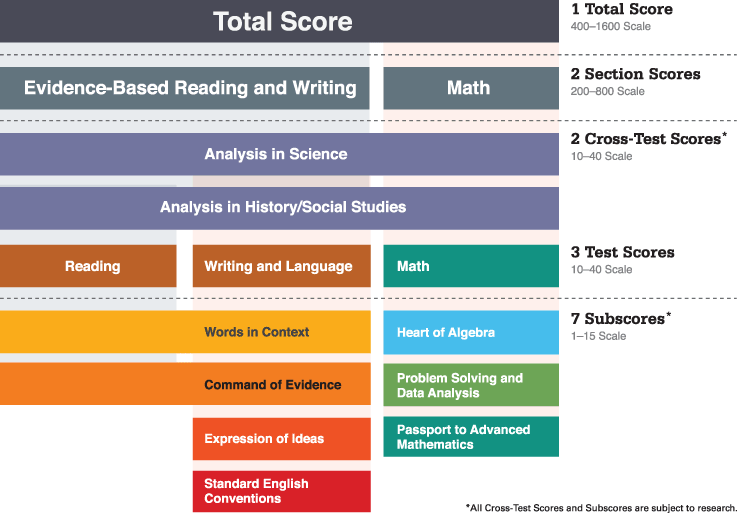 Total Score
1 Total Score
400–1600 Scale
Evidence-Based Reading and Writing
Math
2 Section Scores
200–800 Scale
Analysis in Science
2 Cross-Test Scores*
10–40 Scale
Analysis in History/Social Studies
Reading
Writing and Language
Math
3 Test Scores
10–40 Scale
Words in Context
Heart of Algebra
7 Subscores*
1–15 Scale
Command of Evidence
Problem Solving and
Data Analysis
Expression of Ideas
Passport to Advanced
Mathematics
Standard English
Conventions
*All Cross-Test Scores and Subscores are subject to research.